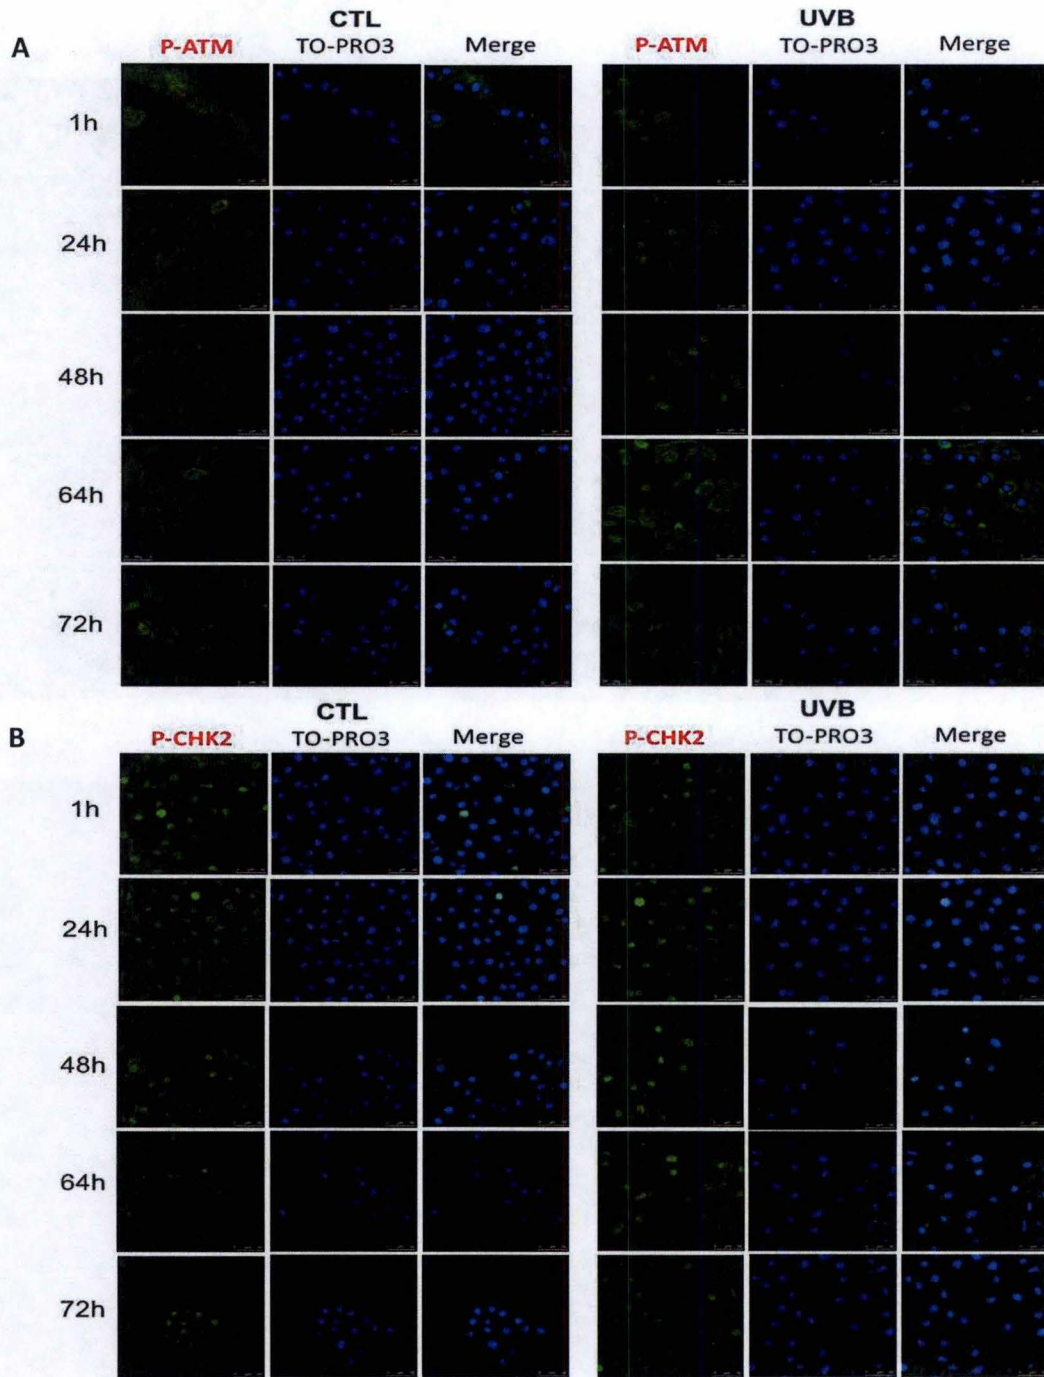 A
CTL
UVB
P-ATM TO-PRO3 Merge P-ATM TO-PRO3 Merge
1h
24h
48h
64h
72h
B
CTL
UVB
P-CHK2 TO-PRO3 Merge P-CHK2 TO-PRO3 Merge
1h
24h
48h
64h
72h